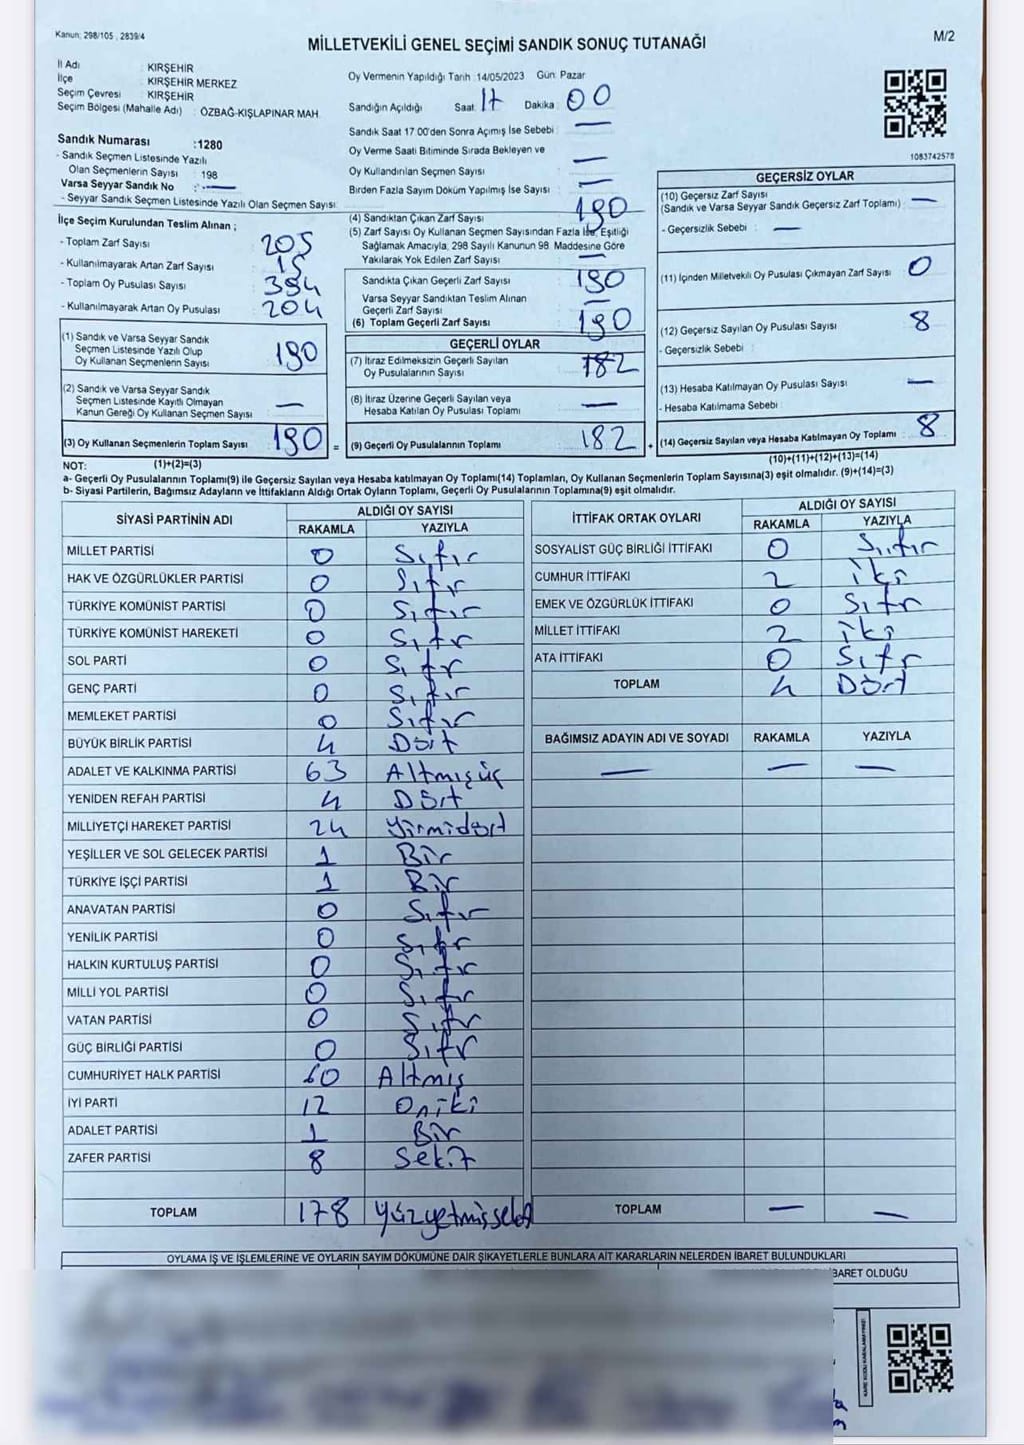 Kanun: 298/105 , 2839/4
MİLLETVEKİLİ GENEL SEÇİMİ SANDIK SONUÇ TUTANAĞI
M/2
İl Adı : KIRŞEHİR
İlçe : KIRŞEHİR MERKEZ
Seçim Çevresi : KIRŞEHİR
Seçim Bölgesi (Mahalle Adı) : ÖZBAĞ-KIŞLAPINAR MAH.
Sandık Numarası :1280
- Sandık Seçmen Listesinde Yazılı
Olan Seçmenlerin Sayısı : 198
Varsa Seyyar Sandık No : —
- Seyyar Sandık Seçmen Listesinde Yazılı Olan Seçmen Sayısı:
Oy Vermenin Yapıldığı Tarih :14/05/2023 Gün: Pazar
Sandığın Açıldığı Saat: 17 Dakika: 00
Sandık Saat 17:00'den Sonra Açımış İse Sebebi : —
Oy Verme Saati Bitiminde Sırada Bekleyen ve
Oy Kullandırılan Seçmen Sayısı : —
Birden Fazla Sayım Döküm Yapılmış İse Sayısı : —
1083742578
İlçe Seçim Kurulundan Teslim Alınan ;
- Toplam Zarf Sayısı : 205
- Kullanılmayarak Artan Zarf Sayısı : 15
- Toplam Oy Pusulası Sayısı : 394
- Kullanılmayarak Artan Oy Pusulası : 204
(1) Sandık ve Varsa Seyyar Sandık
Seçmen Listesinde Yazılı Olup
Oy Kullanan Seçmenlerin Sayısı : 190
(2) Sandık ve Varsa Seyyar Sandık
Seçmen Listesinde Kayıtlı Olmayan
Kanun Gereği Oy Kullanan Seçmen Sayısı : —
(3) Oy Kullanan Seçmenlerin Toplam Sayısı : 190 =
(4) Sandıktan Çıkan Zarf Sayısı : 190
(5) Zarf Sayısı Oy Kullanan Seçmen Sayısından Fazla İse, Eşitliği
Sağlamak Amacıyla, 298 Sayılı Kanunun 98. Maddesine Göre
Yakılarak Yok Edilen Zarf Sayısı : —
Sandıkta Çıkan Geçerli Zarf Sayısı : 190
Varsa Seyyar Sandıktan Teslim Alınan
Geçerli Zarf Sayısı : —
(6) Toplam Geçerli Zarf Sayısı : 190
GEÇERLİ OYLAR
(7) İtiraz Edilmeksizin Geçerli Sayılan
Oy Pusulalarının Sayısı : 182
(8) İtiraz Üzerine Geçerli Sayılan veya
Hesaba Katılan Oy Pusulası Toplamı : —
(9) Geçerli Oy Pusulalarının Toplamı : 182 +
GEÇERSİZ OYLAR
(10) Geçersiz Zarf Sayısı
(Sandık ve Varsa Seyyar Sandık Geçersiz Zarf Toplamı) : —
- Geçersizlik Sebebi : —
(11) İçinden Milletvekili Oy Pusulası Çıkmayan Zarf Sayısı : 0
(12) Geçersiz Sayılan Oy Pusulası Sayısı : 8
- Geçersizlik Sebebi :
(13) Hesaba Katılmayan Oy Pusulası Sayısı : —
- Hesaba Katılmama Sebebi :
(14) Geçersiz Sayılan veya Hesaba Katılmayan Oy Toplamı : 8
NOT: (1)+(2)=(3)
(10)+(11)+(12)+(13)=(14)
a- Geçerli Oy Pusulalarının Toplamı(9) ile Geçersiz Sayılan veya Hesaba katılmayan Oy Toplamı(14) Toplamları, Oy Kullanan Seçmenlerin Toplam Sayısına(3) eşit olmalıdır. (9)+(14)=(3)
b- Siyasi Partilerin, Bağımsız Adayların ve İttifakların Aldığı Ortak Oyların Toplamı, Geçerli Oy Pusulalarının Toplamına(9) eşit olmalıdır.
SİYASİ PARTİNİN ADI ALDIĞI OY SAYISI
RAKAMLA YAZIYLA
MİLLET PARTİSİ 0 Sıfır
HAK VE ÖZGÜRLÜKLER PARTİSİ 0 Sıfır
TÜRKİYE KOMÜNİST PARTİSİ 0 Sıfır
TÜRKİYE KOMÜNİST HAREKETİ 0 Sıfır
SOL PARTİ 0 Sıfır
GENÇ PARTİ 0 Sıfır
MEMLEKET PARTİSİ 0 Sıfır
BÜYÜK BİRLİK PARTİSİ 4 Dört
ADALET VE KALKINMA PARTİSİ 63 Altmışüç
YENİDEN REFAH PARTİSİ 4 Dört
MİLLİYETÇİ HAREKET PARTİSİ 24 Yirmidört
YEŞİLLER VE SOL GELECEK PARTİSİ 1 Bir
TÜRKİYE İŞÇİ PARTİSİ 1 Bir
ANAVATAN PARTİSİ 0 Sıfır
YENİLİK PARTİSİ 0 Sıfır
HALKIN KURTULUŞ PARTİSİ 0 Sıfır
MİLLİ YOL PARTİSİ 0 Sıfır
VATAN PARTİSİ 0 Sıfır
GÜÇ BİRLİĞİ PARTİSİ 0 Sıfır
CUMHURİYET HALK PARTİSİ 60 Altmış
İYİ PARTİ 12 Oniki
ADALET PARTİSİ 1 Bir
ZAFER PARTİSİ 8 Sekiz
TOPLAM 178 Yüzyetmişsekiz
İTTİFAK ORTAK OYLARI ALDIĞI OY SAYISI
RAKAMLA YAZIYLA
SOSYALİST GÜÇ BİRLİĞİ İTTİFAKI 0 Sıfır
CUMHUR İTTİFAKI 2 iki
EMEK VE ÖZGÜRLÜK İTTİFAKI 0 Sıfır
MİLLET İTTİFAKI 2 iki
ATA İTTİFAKI 0 Sıfır
TOPLAM 4 Dört
BAĞIMSIZ ADAYIN ADI VE SOYADI RAKAMLA YAZIYLA
— — —
TOPLAM — —
OYLAMA İŞ VE İŞLEMLERİNE VE OYLARIN SAYIM DÖKÜMÜNE DAİR ŞİKAYETLERLE BUNLARA AİT KARARLARIN NELERDEN İBARET BULUNDUKLARI
İBARET OLDUĞU
KARE KODU KARALAMAYINIZ!